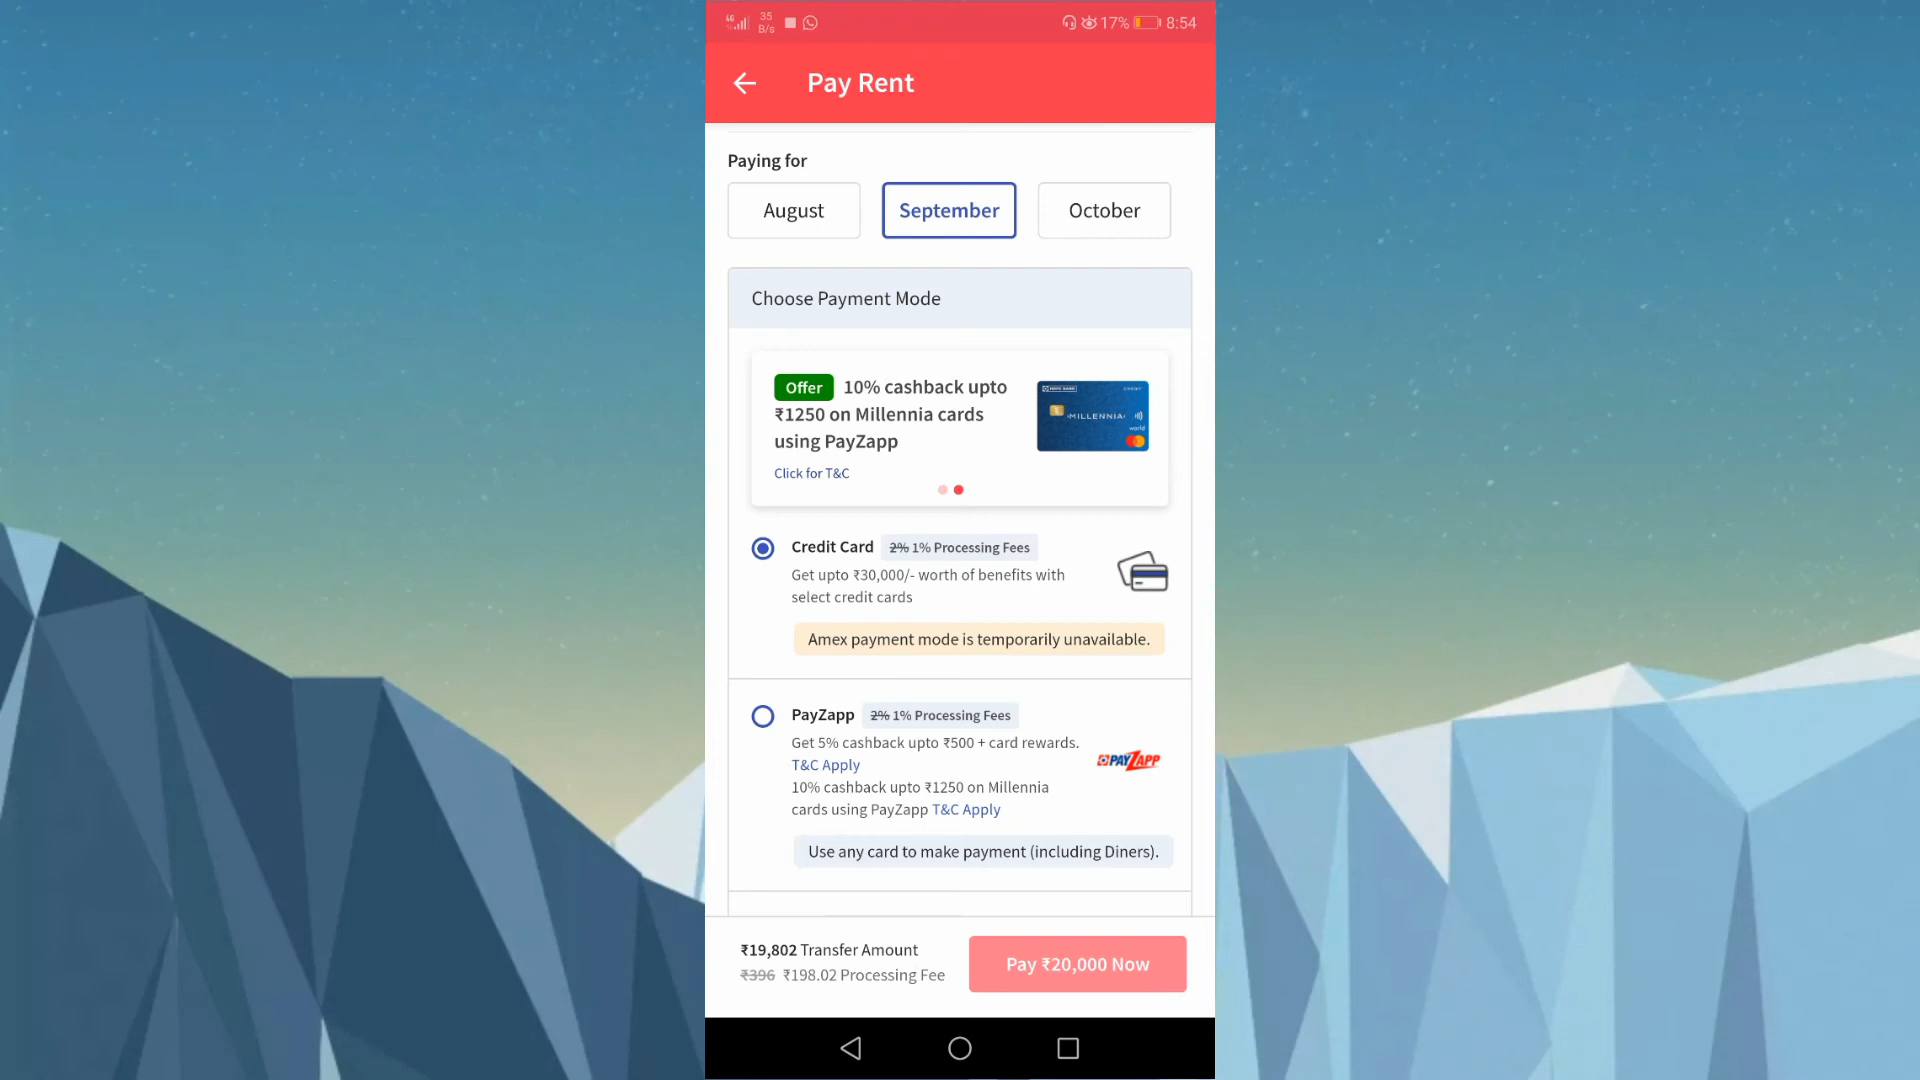 35
B/s
17% 8:54
Pay Rent
Paying for
August
September
October
Choose Payment Mode
Offer 10% cashback upto
₹1250 on Millennia cards
using PayZapp
Click for T&C
MILLENNIA
world
Credit Card 2% 1% Processing Fees
Get upto ₹30,000/- worth of benefits with
select credit cards
Amex payment mode is temporarily unavailable.
PayZapp 2% 1% Processing Fees
Get 5% cashback upto ₹500 + card rewards.
T&C Apply
10% cashback upto ₹1250 on Millennia
cards using PayZapp T&C Apply
PAYZAPP
Use any card to make payment (including Diners).
₹19,802 Transfer Amount
₹396 ₹198.02 Processing Fee
Pay ₹20,000 Now